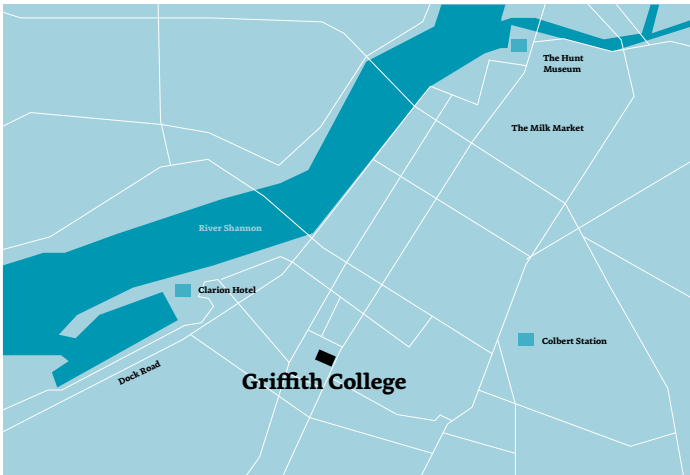 The Hunt
Museum
The Milk Market
River Shannon
Clarion Hotel
Colbert Station
Dock Road
Griffith College